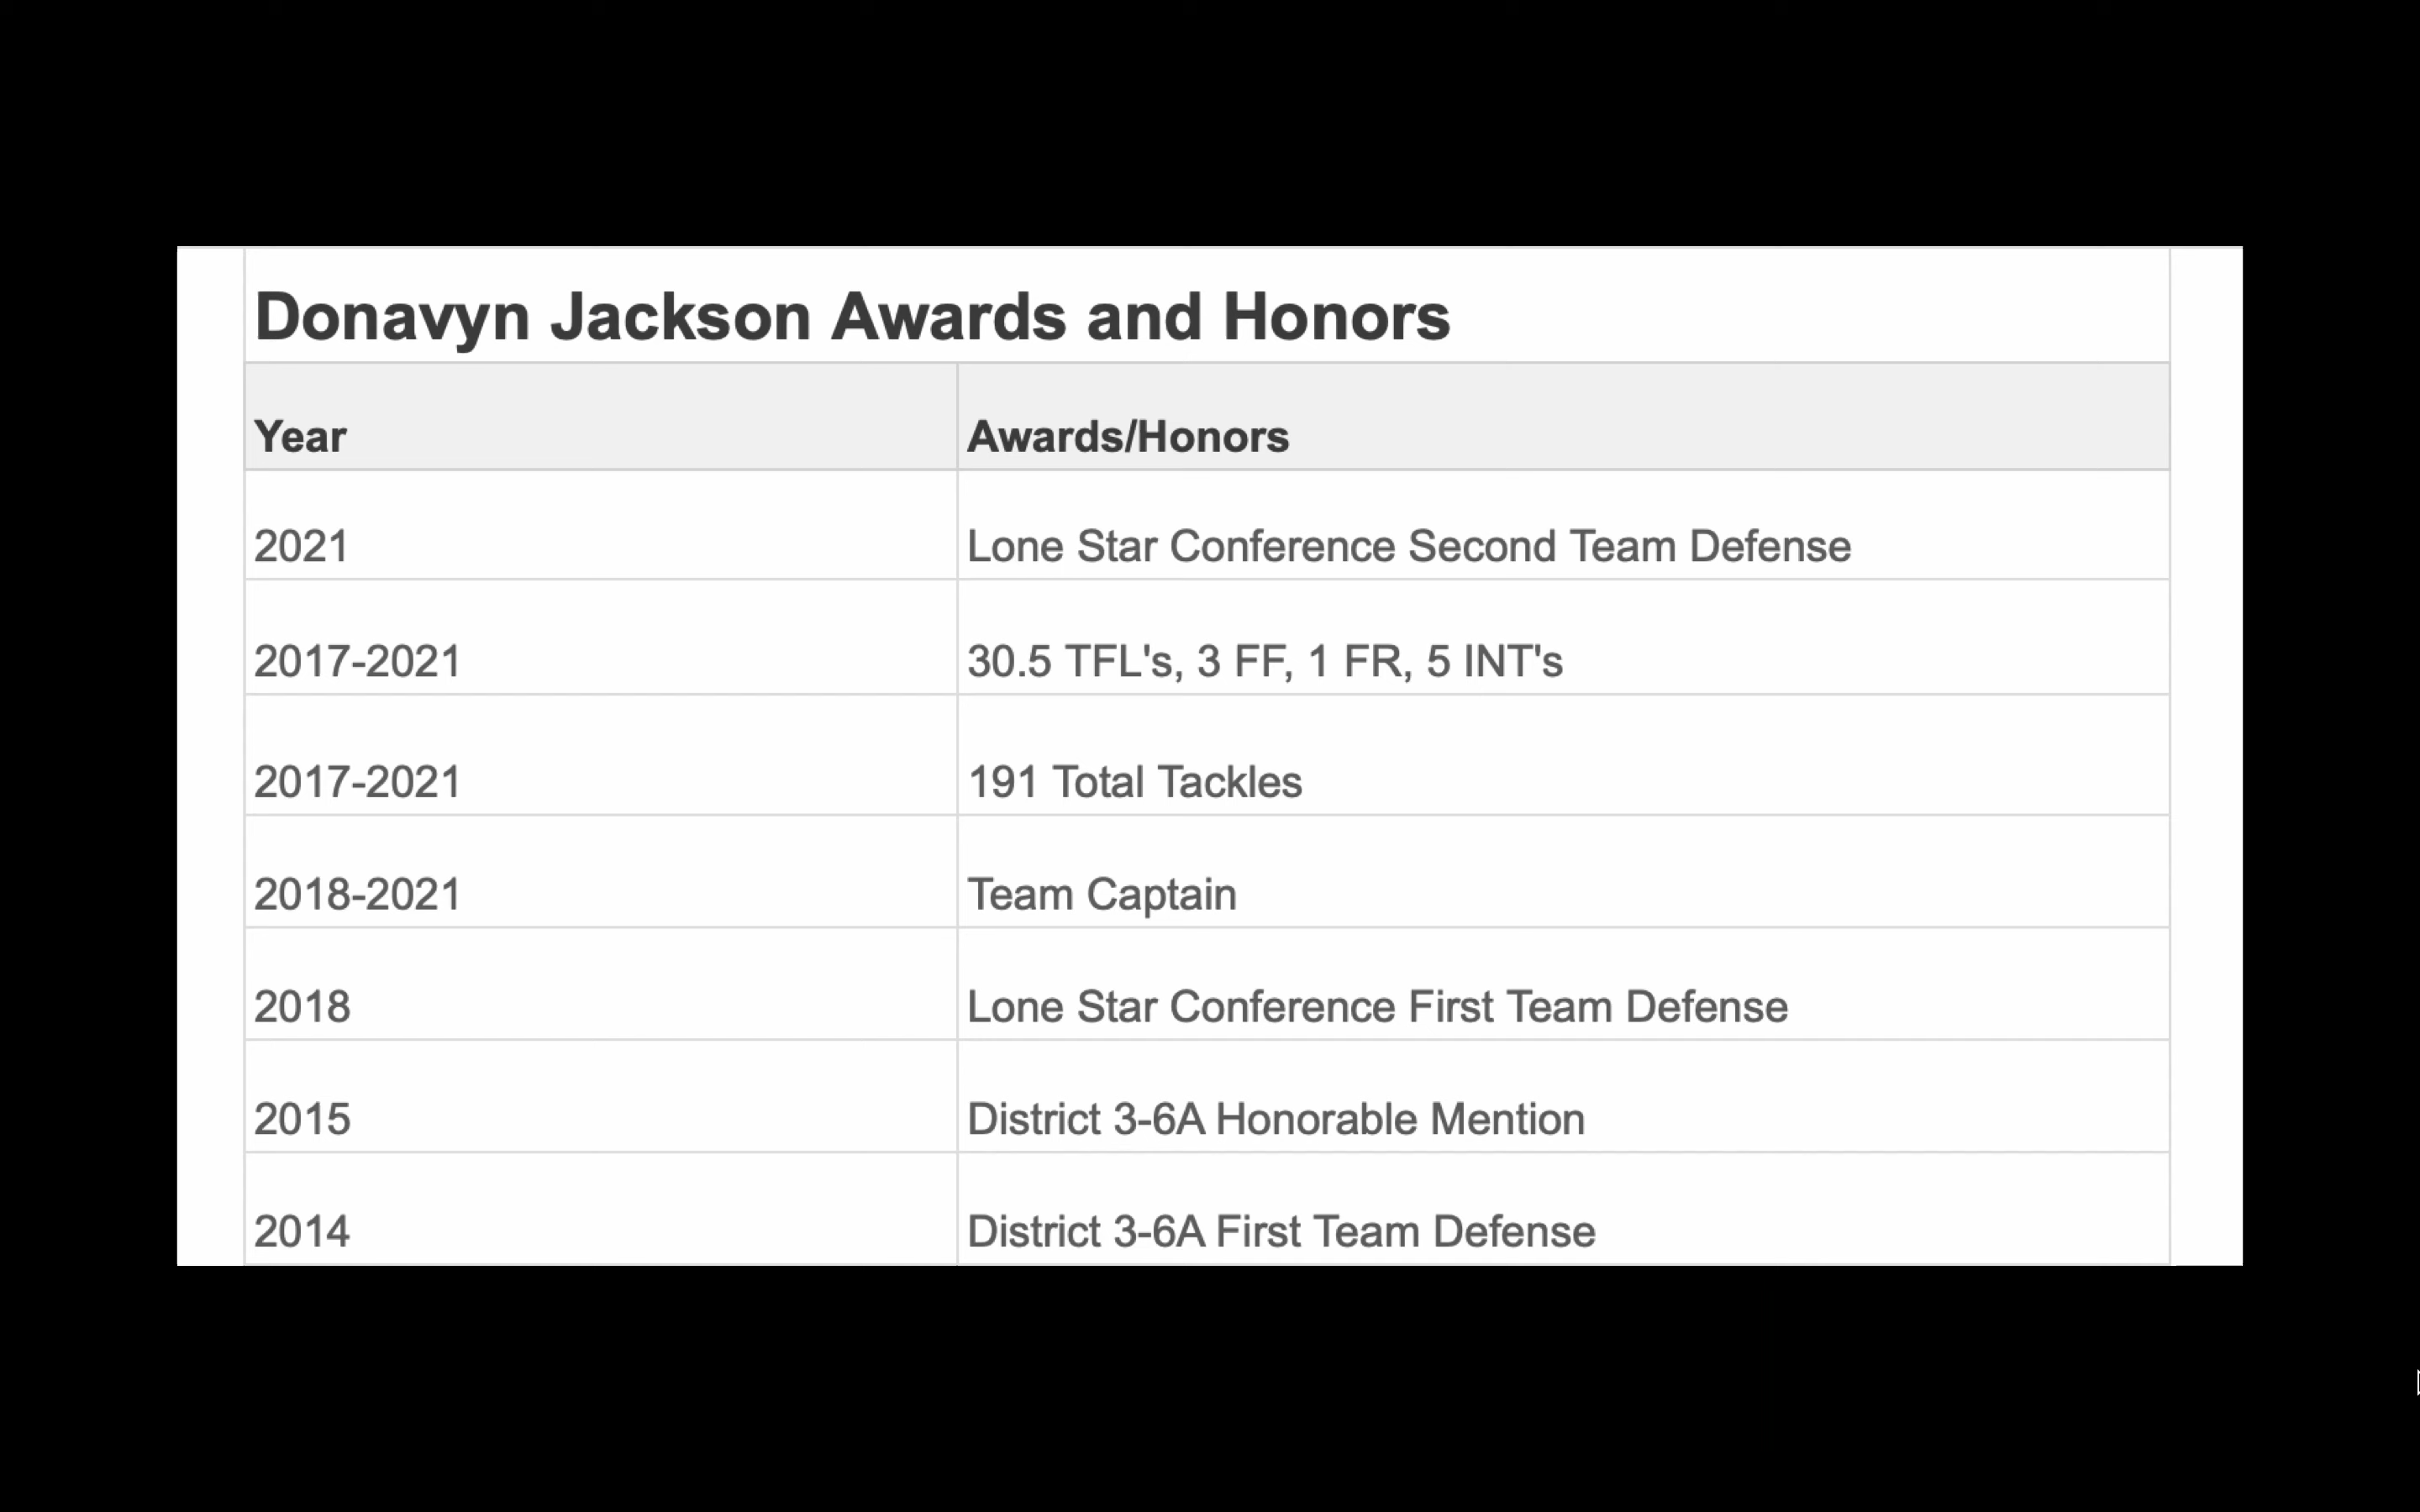 Donavyn Jackson Awards and Honors
Year Awards/Honors
2021 Lone Star Conference Second Team Defense
2017-2021 30.5 TFL's, 3 FF, 1 FR, 5 INT's
2017-2021 191 Total Tackles
2018-2021 Team Captain
2018 Lone Star Conference First Team Defense
2015 District 3-6A Honorable Mention
2014 District 3-6A First Team Defense